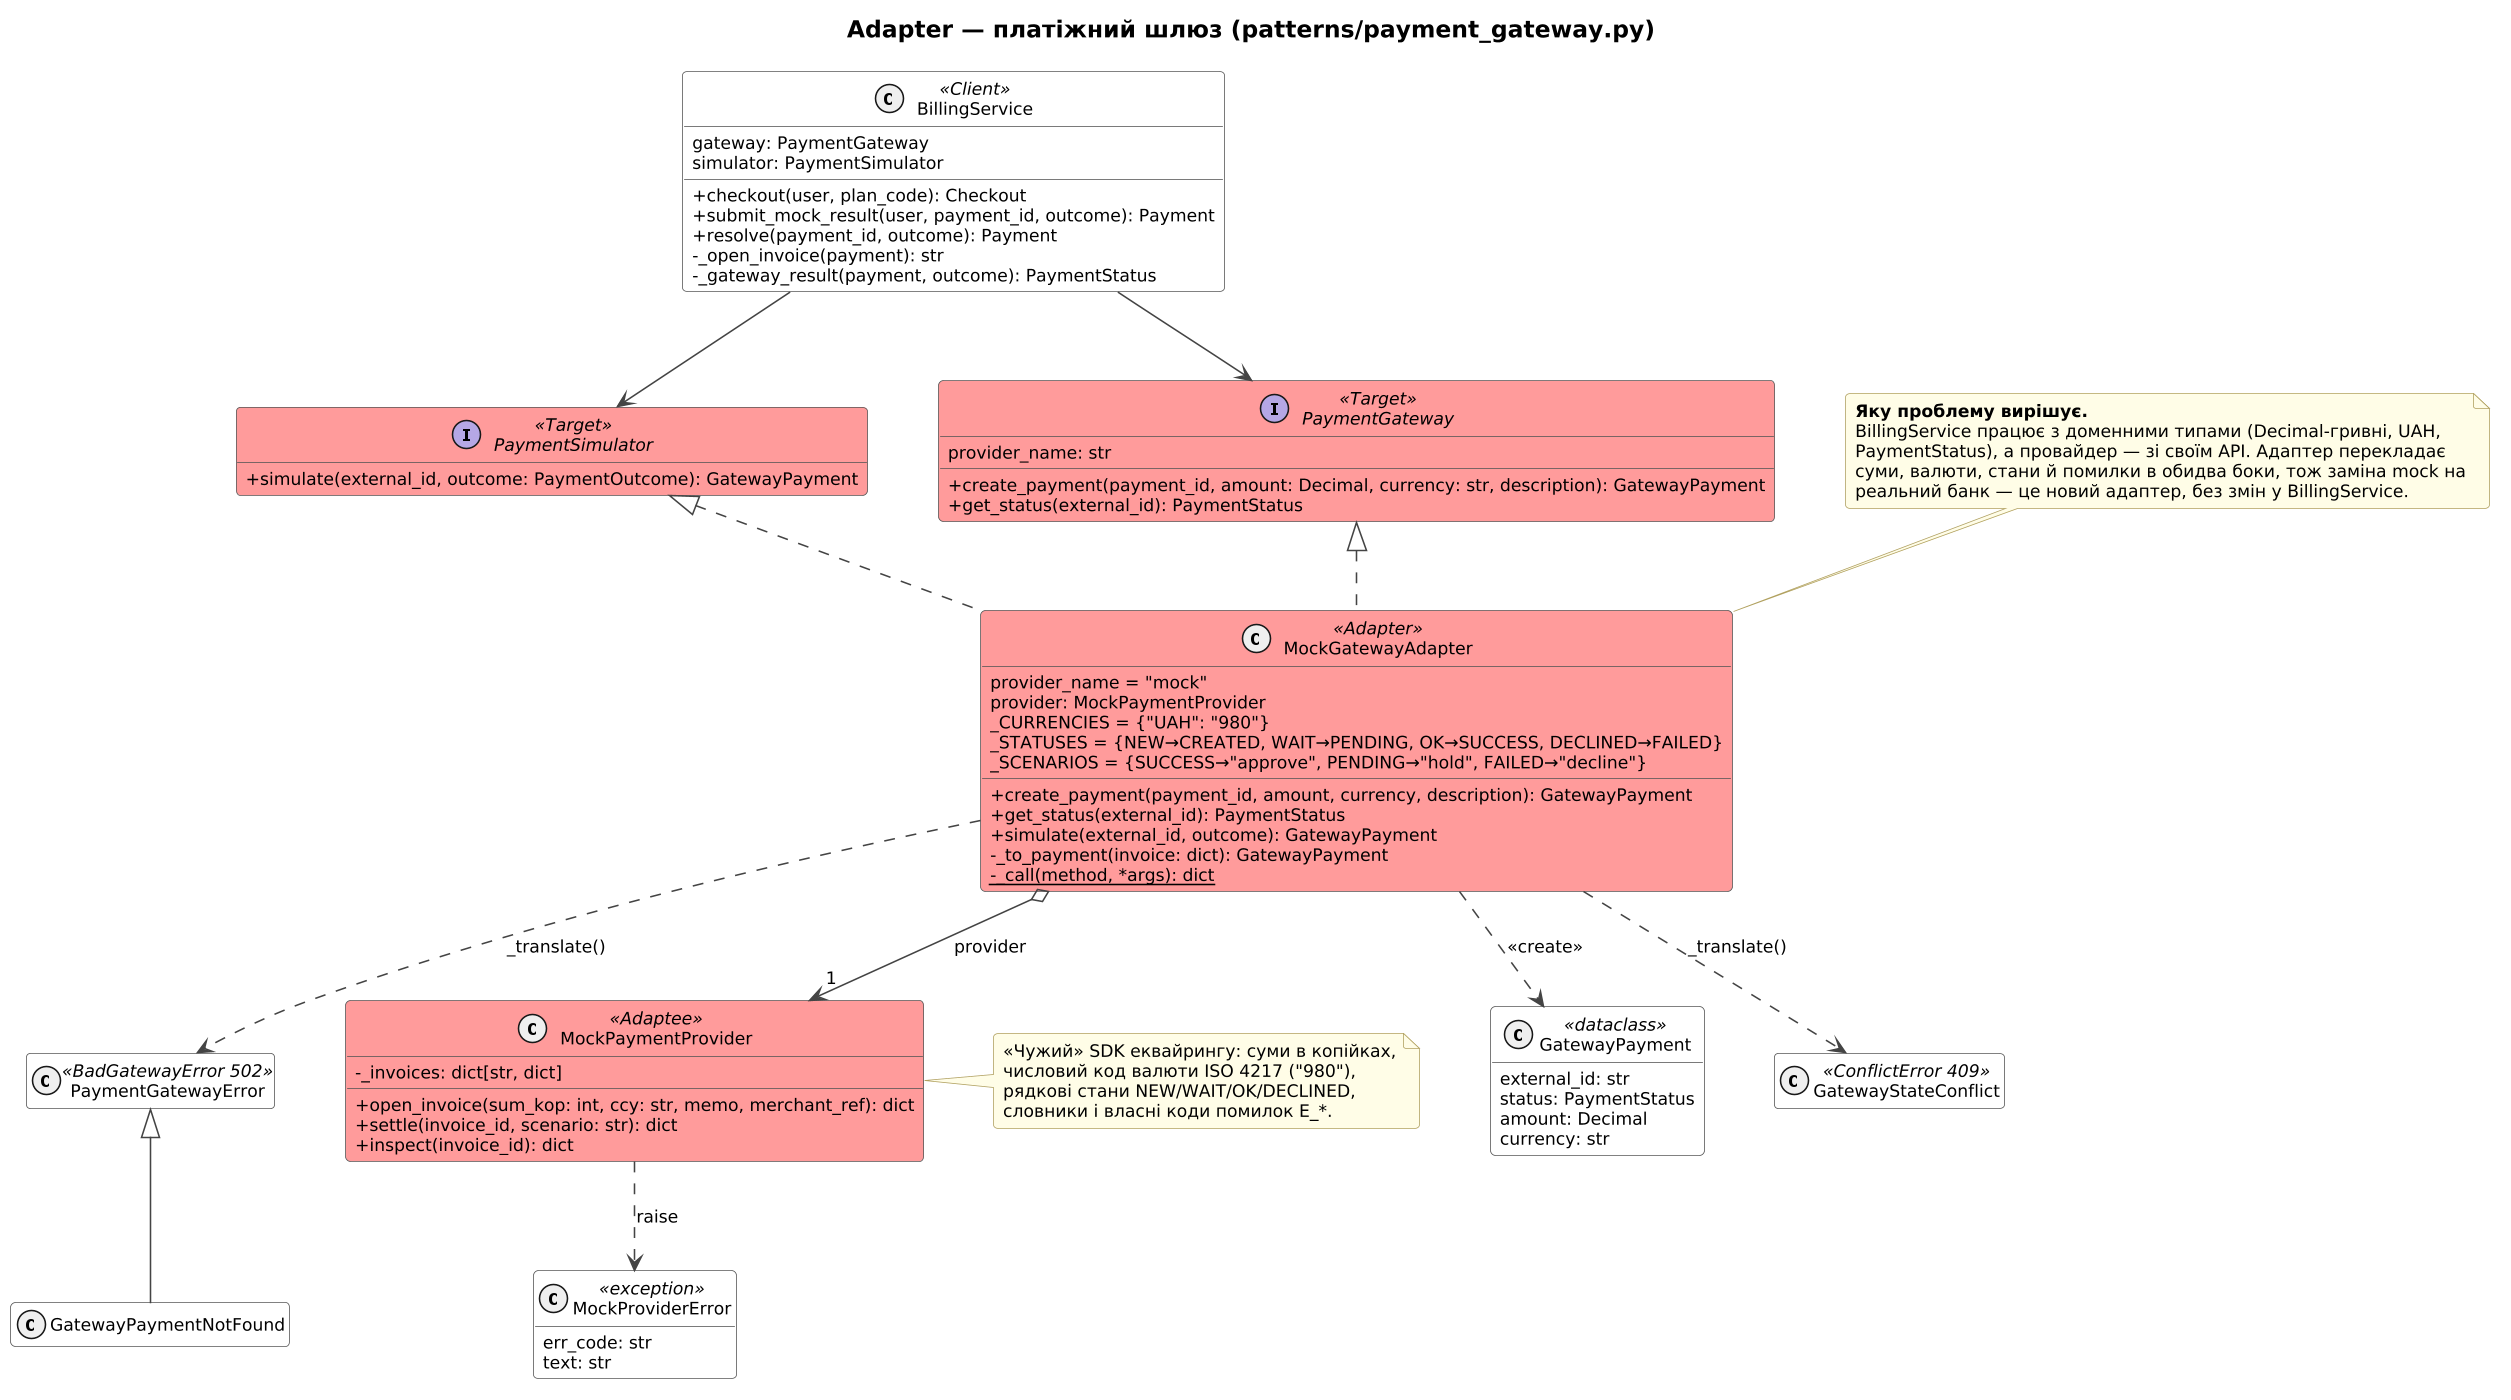 Adapter — платіжний шлюз (patterns/payment_gateway.py)
C
«Client»
BillingService
gateway: PaymentGateway
simulator: PaymentSimulator
+checkout(user, plan_code): Checkout
+submit_mock_result(user, payment_id, outcome): Payment
+resolve(payment_id, outcome): Payment
-_open_invoice(payment): str
-_gateway_result(payment, outcome): PaymentStatus
I
«Target»
PaymentSimulator
+simulate(external_id, outcome: PaymentOutcome): GatewayPayment
I
«Target»
PaymentGateway
provider_name: str
+create_payment(payment_id, amount: Decimal, currency: str, description): GatewayPayment
+get_status(external_id): PaymentStatus
Яку проблему вирішує.
BillingService працює з доменними типами (Decimal-гривні, UAH,
PaymentStatus), а провайдер — зі своїм API. Адаптер перекладає
суми, валюти, стани й помилки в обидва боки, тож заміна mock на
реальний банк — це новий адаптер, без змін у BillingService.
C
«Adapter»
MockGatewayAdapter
provider_name = "mock"
provider: MockPaymentProvider
_CURRENCIES = {"UAH": "980"}
_STATUSES = {NEW→CREATED, WAIT→PENDING, OK→SUCCESS, DECLINED→FAILED}
_SCENARIOS = {SUCCESS→"approve", PENDING→"hold", FAILED→"decline"}
+create_payment(payment_id, amount, currency, description): GatewayPayment
+get_status(external_id): PaymentStatus
+simulate(external_id, outcome): GatewayPayment
-_to_payment(invoice: dict): GatewayPayment
-_call(method, *args): dict
_translate()
provider
1
«create»
_translate()
C
«BadGatewayError 502»
PaymentGatewayError
C
«Adaptee»
MockPaymentProvider
-_invoices: dict[str, dict]
+open_invoice(sum_kop: int, ccy: str, memo, merchant_ref): dict
+settle(invoice_id, scenario: str): dict
+inspect(invoice_id): dict
«Чужий» SDK еквайрингу: суми в копійках,
числовий код валюти ISO 4217 ("980"),
рядкові стани NEW/WAIT/OK/DECLINED,
словники і власні коди помилок E_*.
C
«dataclass»
GatewayPayment
external_id: str
status: PaymentStatus
amount: Decimal
currency: str
C
«ConflictError 409»
GatewayStateConflict
raise
C
GatewayPaymentNotFound
C
«exception»
MockProviderError
err_code: str
text: str